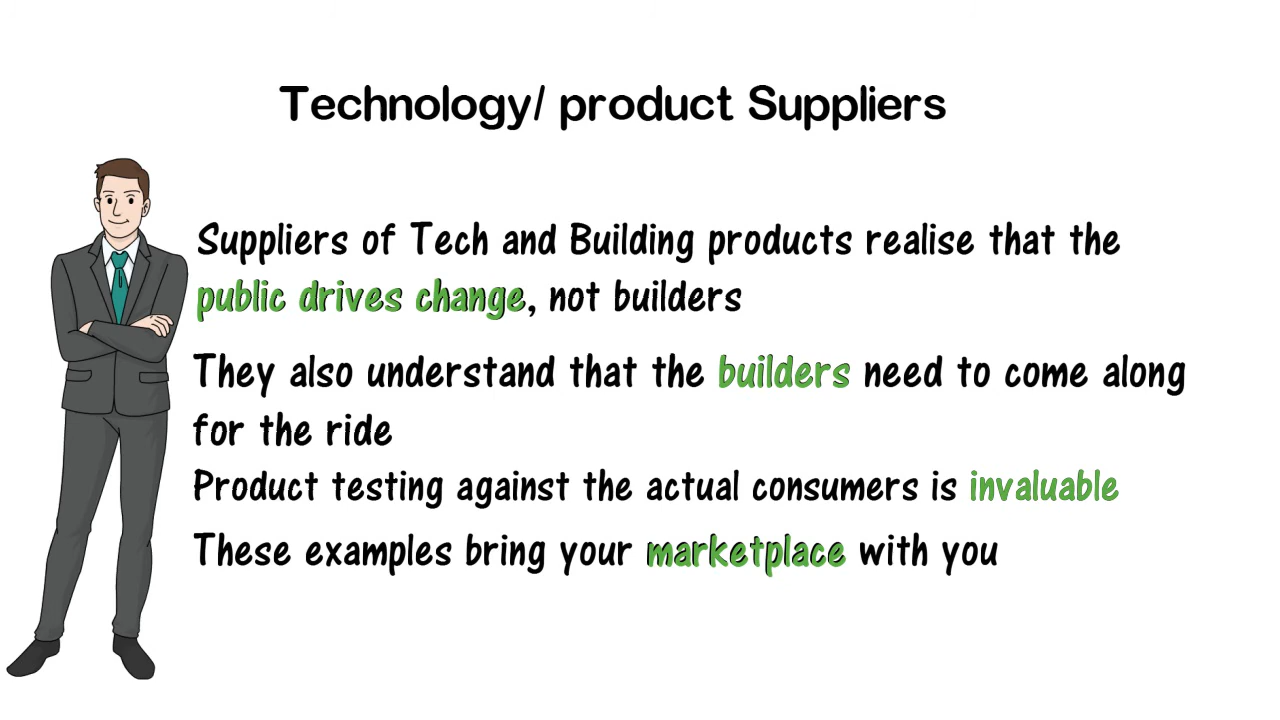 Technology/ product Suppliers
Suppliers of Tech and Building products realise that the
public drives change, not builders
They also understand that the builders need to come along
for the ride
Product testing against the actual consumers is invaluable
These examples bring your marketplace with you